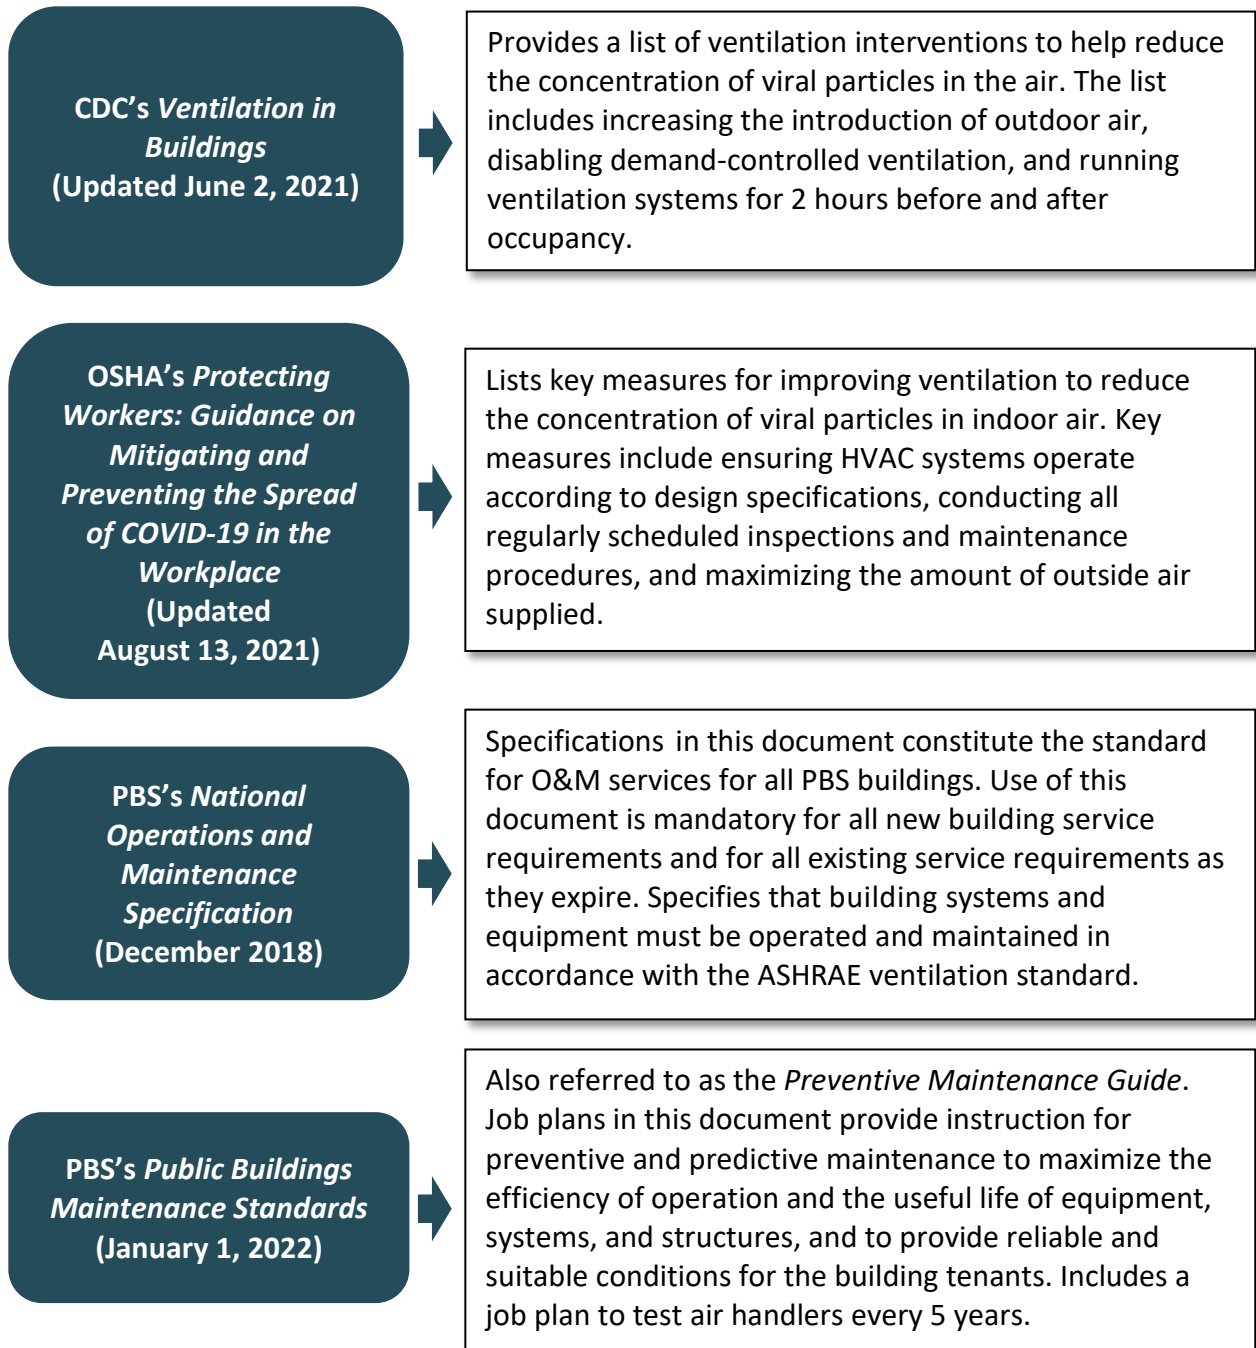 CDC’s Ventilation in
Buildings
(Updated June 2, 2021)
Provides a list of ventilation interventions to help reduce
the concentration of viral particles in the air. The list
includes increasing the introduction of outdoor air,
disabling demand-controlled ventilation, and running
ventilation systems for 2 hours before and after
occupancy.
OSHA’s Protecting
Workers: Guidance on
Mitigating and
Preventing the Spread
of COVID-19 in the
Workplace
(Updated
August 13, 2021)
Lists key measures for improving ventilation to reduce
the concentration of viral particles in indoor air. Key
measures include ensuring HVAC systems operate
according to design specifications, conducting all
regularly scheduled inspections and maintenance
procedures, and maximizing the amount of outside air
supplied.
PBS’s National
Operations and
Maintenance
Specification
(December 2018)
Specifications in this document constitute the standard
for O&M services for all PBS buildings. Use of this
document is mandatory for all new building service
requirements and for all existing service requirements as
they expire. Specifies that building systems and
equipment must be operated and maintained in
accordance with the ASHRAE ventilation standard.
PBS’s Public Buildings
Maintenance Standards
(January 1, 2022)
Also referred to as the Preventive Maintenance Guide.
Job plans in this document provide instruction for
preventive and predictive maintenance to maximize the
efficiency of operation and the useful life of equipment,
systems, and structures, and to provide reliable and
suitable conditions for the building tenants. Includes a
job plan to test air handlers every 5 years.